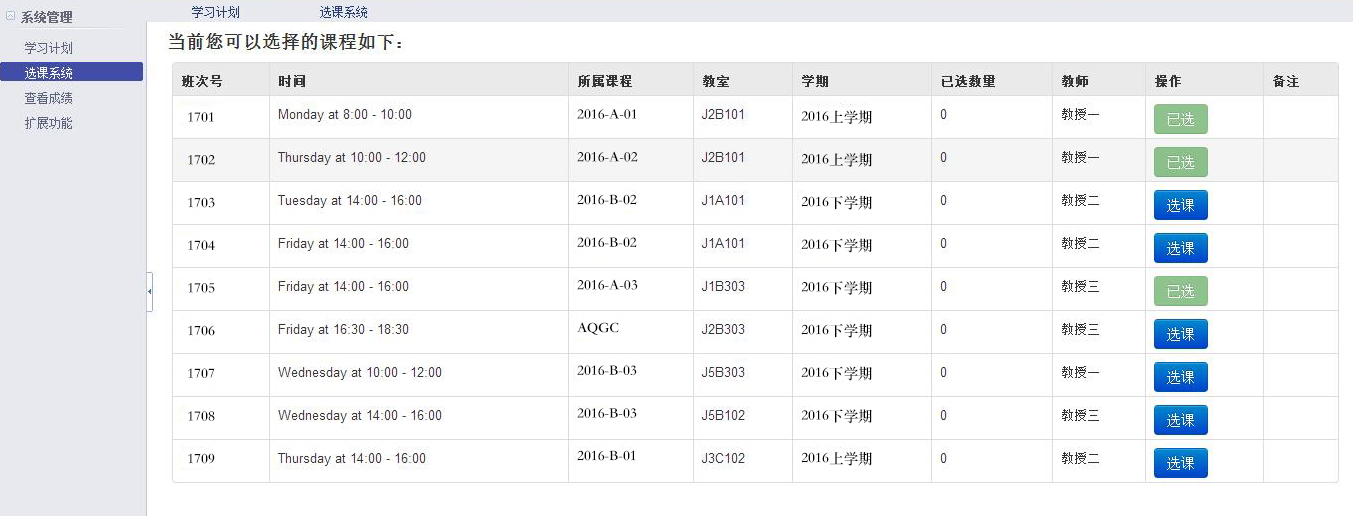 系统管理
学习计划
选课系统
查看成绩
扩展功能
学习计划 选课系统
当前您可以选择的课程如下:
班次号 时间 所属课程 教室 学期 已选数量 教师 操作 备注
1701 Monday at 8:00 - 10:00 2016-A-01 J2B101 2016上学期 0 教授一 已选
1702 Thursday at 10:00 - 12:00 2016-A-02 J2B101 2016上学期 0 教授一 已选
1703 Tuesday at 14:00 - 16:00 2016-B-02 J1A101 2016下学期 0 教授二 选课
1704 Friday at 14:00 - 16:00 2016-B-02 J1A101 2016下学期 0 教授二 选课
1705 Friday at 14:00 - 16:00 2016-A-03 J1B303 2016下学期 0 教授三 已选
1706 Friday at 16:30 - 18:30 AQGC J2B303 2016下学期 0 教授三 选课
1707 Wednesday at 10:00 - 12:00 2016-B-03 J5B303 2016下学期 0 教授一 选课
1708 Wednesday at 14:00 - 16:00 2016-B-03 J5B102 2016下学期 0 教授三 选课
1709 Thursday at 14:00 - 16:00 2016-B-01 J3C102 2016上学期 0 教授二 选课